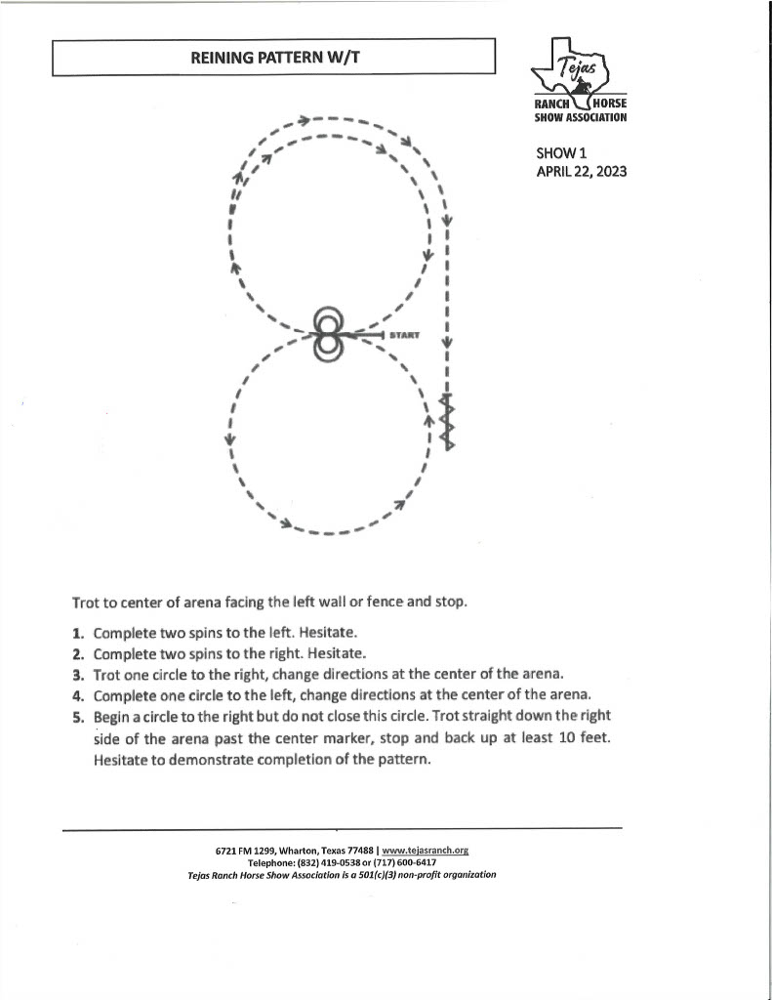 REINING PATTERN W/T
Tejas
RANCH HORSE
SHOW ASSOCIATION
SHOW 1
APRIL 22, 2023
START
Trot to center of arena facing the left wall or fence and stop.
1. Complete two spins to the left. Hesitate.
2. Complete two spins to the right. Hesitate.
3. Trot one circle to the right, change directions at the center of the arena.
4. Complete one circle to the left, change directions at the center of the arena.
5. Begin a circle to the right but do not close this circle. Trot straight down the right
side of the arena past the center marker, stop and back up at least 10 feet.
Hesitate to demonstrate completion of the pattern.
6721 FM 1299, Wharton, Texas 77488 | www.tejasranch.org
Telephone: (832) 419-0538 or (717) 600-6417
Tejas Ranch Horse Show Association is a 501(c)(3) non-profit organization